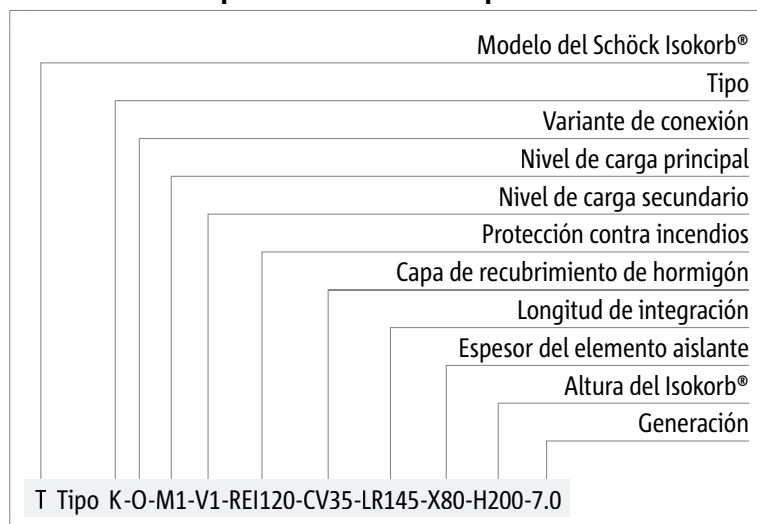 Modelo del Schöck Isokorb®
Tipo
Variante de conexión
Nivel de carga principal
Nivel de carga secundario
Protección contra incendios
Capa de recubrimiento de hormigón
Longitud de integración
Espesor del elemento aislante
Altura del Isokorb®
Generación
T Tipo K-O-M1-V1-REI120-CV35-LR145-X80-H200-7.0